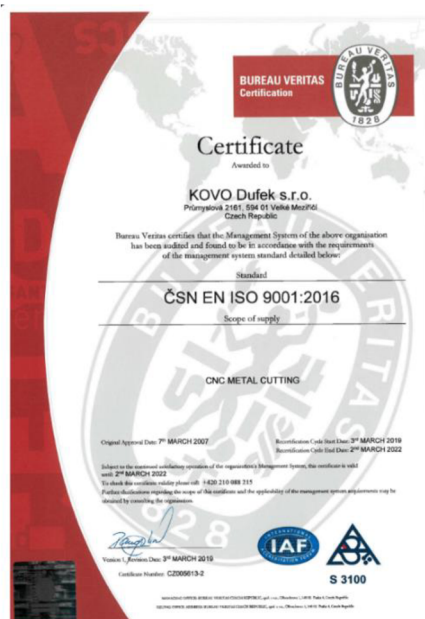 BUREAU VERITAS
Certification
BUREAU VERITAS
1828
Certificate
Awarded to
KOVO Dufek s.r.o.
Průmyslová 2161, 594 01 Velké Meziříčí
Czech Republic
Bureau Veritas certifies that the Management System of the above organisation
has been audited and found to be in accordance with the requirements
of the management system standard detailed below:
Standard
ČSN EN ISO 9001:2016
Scope of supply
CNC METAL CUTTING
Original Approval Date: 7th MARCH 2007
Recertification Cycle Start Date: 3rd MARCH 2019
Recertification Cycle End Date: 2nd MARCH 2022
Subject to the continued satisfactory operation of the organization's Management System, this certificate is valid
until: 2nd MARCH 2022
To check this certificate validity please call: +420 210 088 215
Further clarifications regarding the scope of this certificate and the applicability of the management system requirements may be
obtained by consulting the organisation.
Version 1, Revision Date: 3rd MARCH 2019
Certificate Number: CZ005613-2
IAF
S 3100